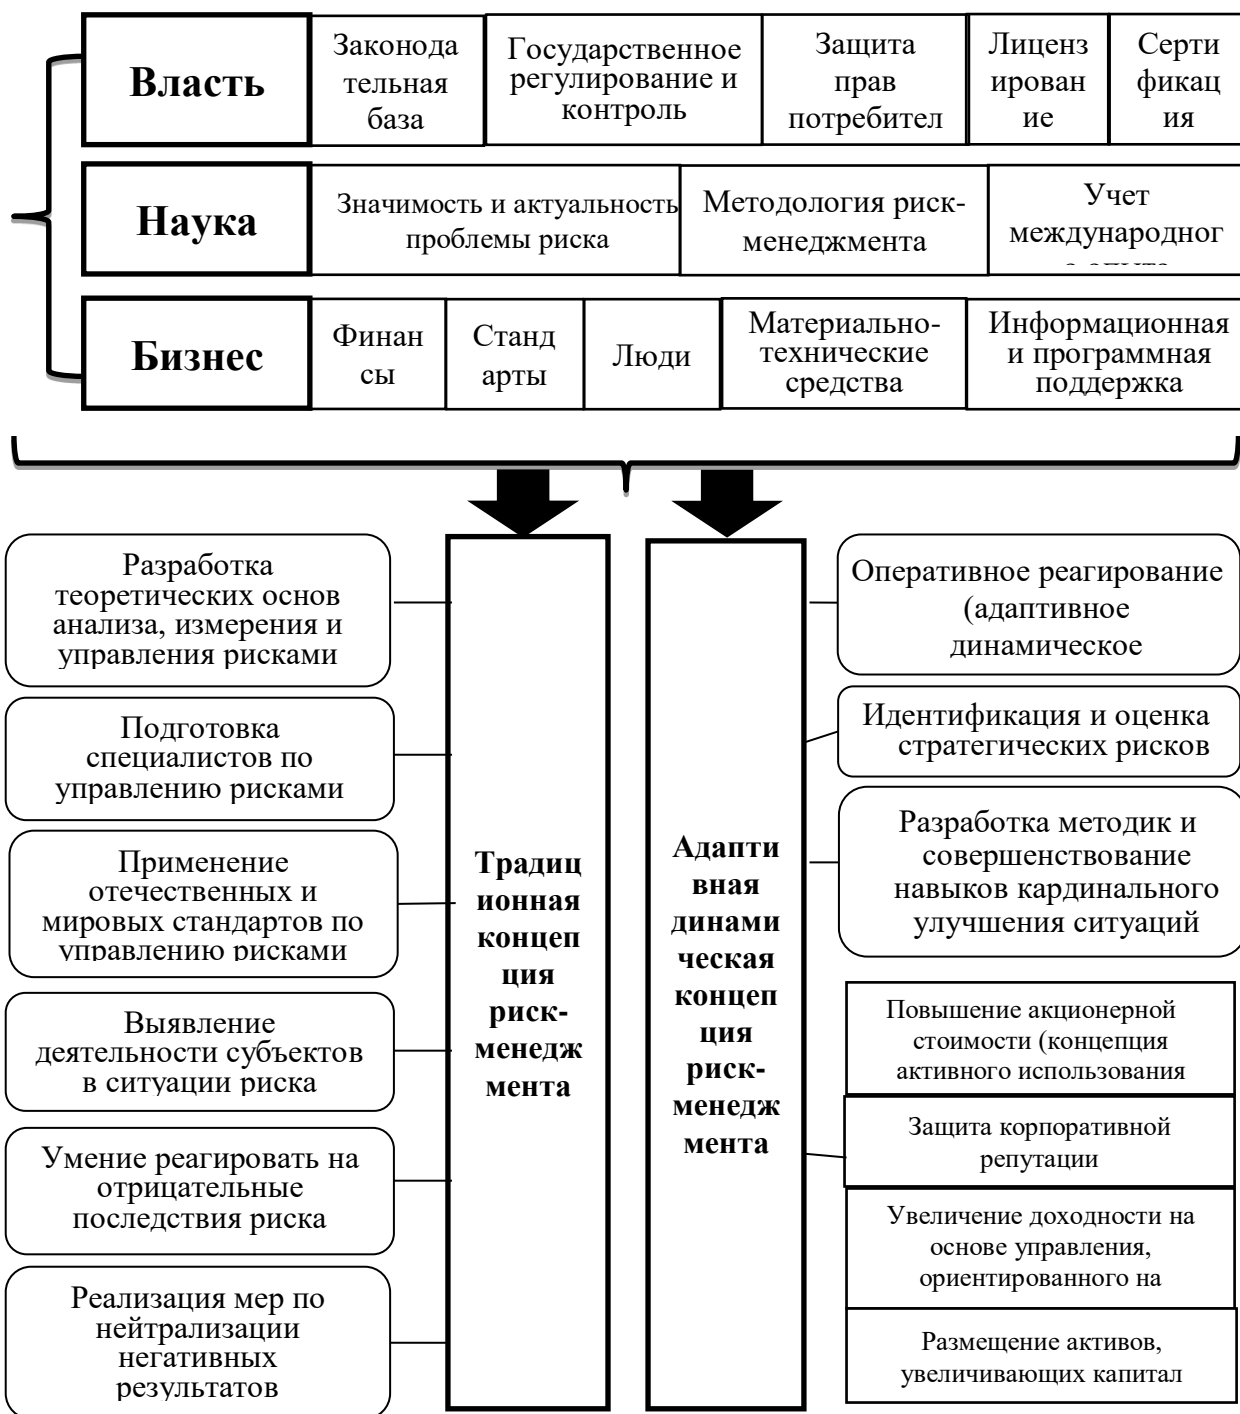 Власть
Законода
тельная
база
Государственное
регулирование и
контроль
Защита
прав
потребител
Лиценз
ирован
ие
Серти
фикац
ия
Наука
Значимость и актуальность
проблемы риска
Методология риск-
менеджмента
Учет
международног
о опыта
Бизнес
Финан
сы
Станд
арты
Люди
Материально-
технические
средства
Информационная
и программная
поддержка
Разработка
теоретических основ
анализа, измерения и
управления рисками
Подготовка
специалистов по
управлению рисками
Применение
отечественных и
мировых стандартов по
управлению рисками
Выявление
деятельности субъектов
в ситуации риска
Умение реагировать на
отрицательные
последствия риска
Реализация мер по
нейтрализации
негативных
результатов
Традиц
ионная
концеп
ция
риск-
менедж
мента
Адапти
вная
динами
ческая
концеп
ция
риск-
менедж
мента
Оперативное реагирование
(адаптивное
динамическое
Идентификация и оценка
стратегических рисков
Разработка методик и
совершенствование
навыков кардинального
улучшения ситуаций
Повышение акционерной
стоимости (концепция
активного использования
Защита корпоративной
репутации
Увеличение доходности на
основе управления,
ориентированного на
Размещение активов,
увеличивающих капитал